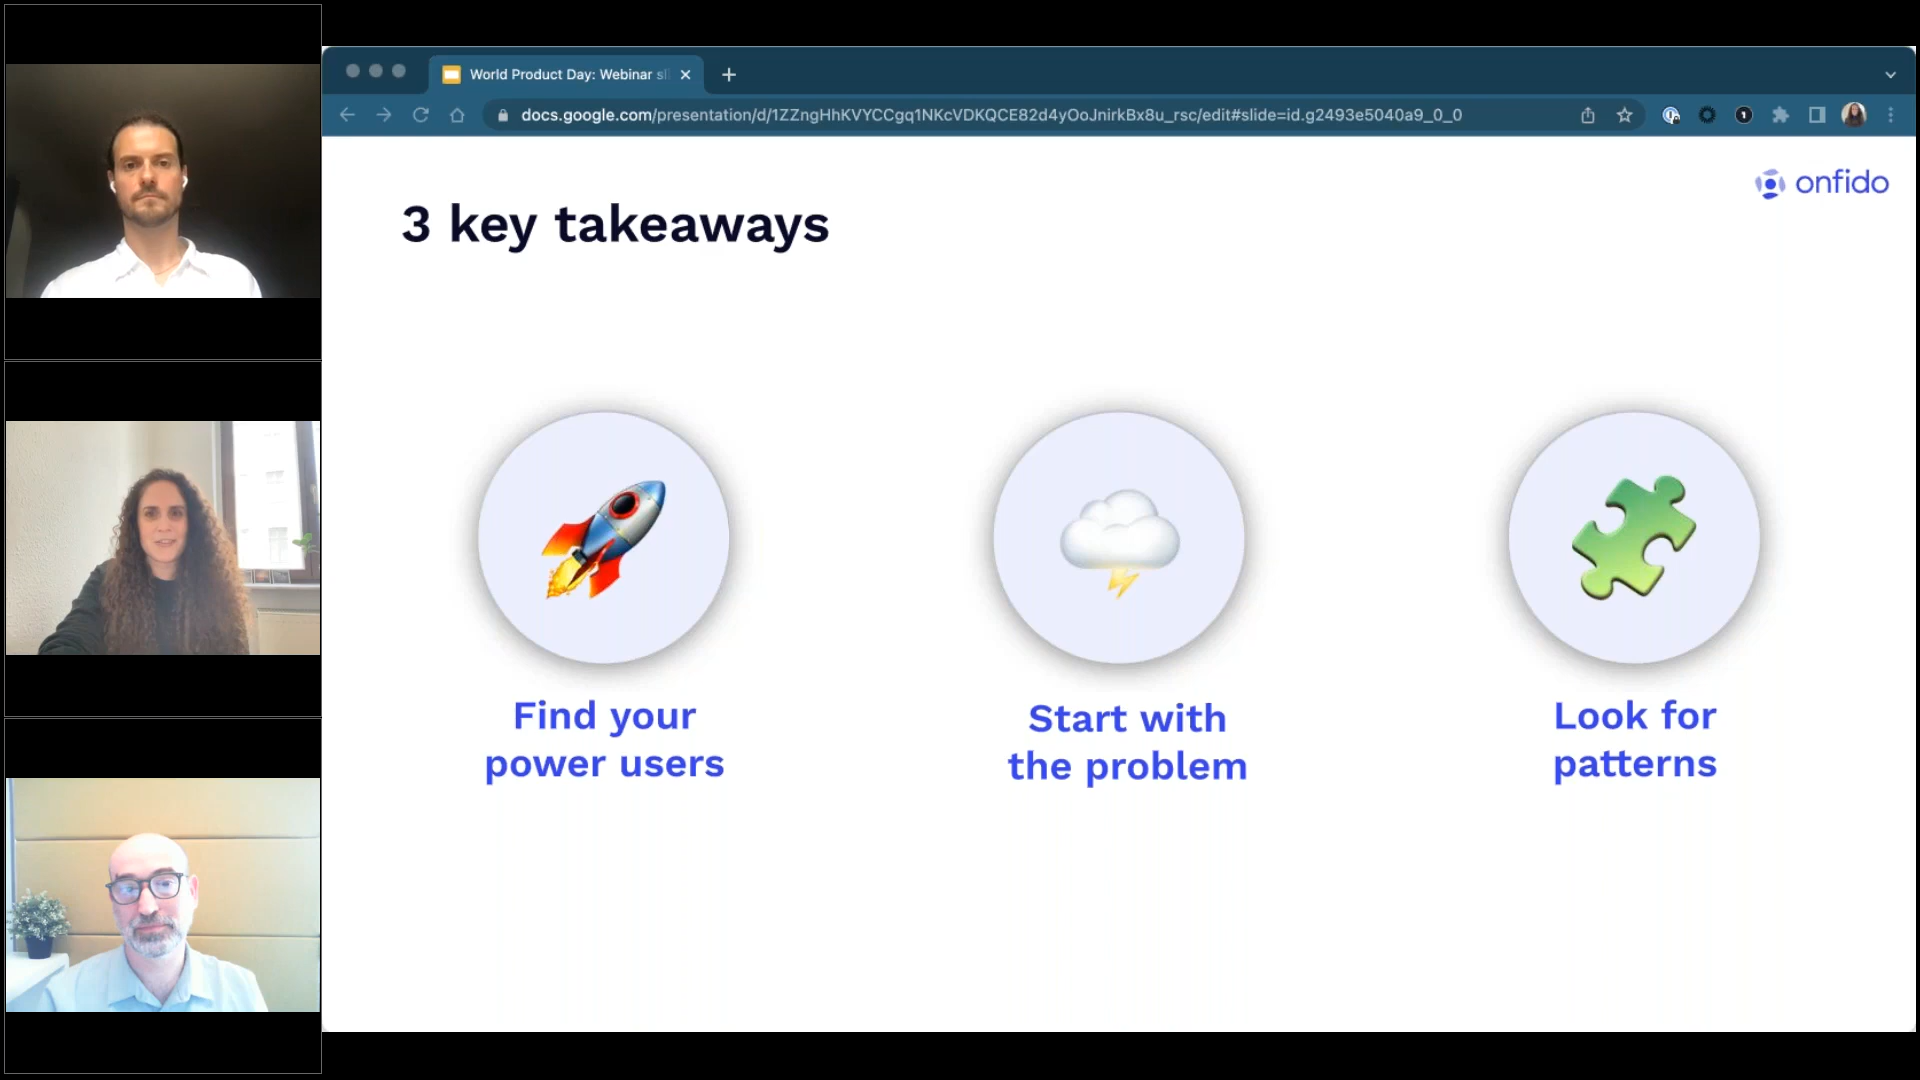 World Product Day: Webinar sl
docs.google.com/presentation/d/1ZZngHhKVYCCgq1NKcVDKQCE82d4yOoJnirkBx8u_rsc/edit#slide=id.g2493e5040a9_0_0
onfido
3 key takeaways
Find your
power users
Start with
the problem
Look for
patterns